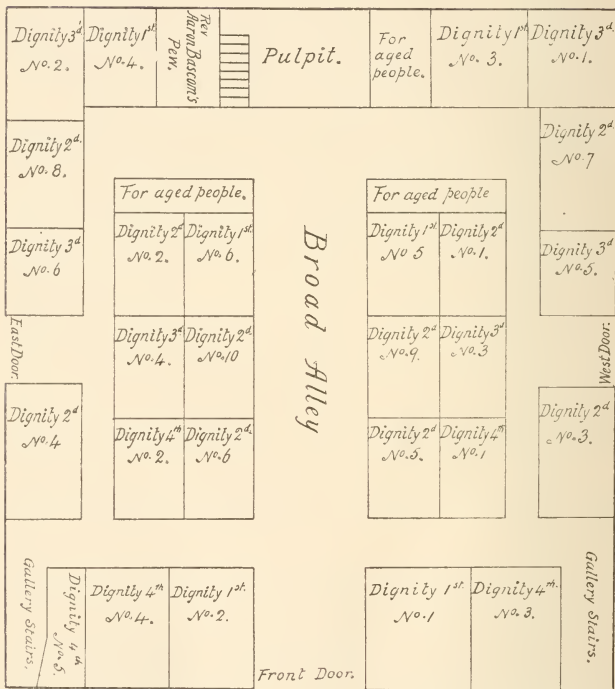 Dignity 3d.
No. 2.
Dignity 1st
No. 4.
Rev
Aaron Bascom's
Pew.
Pulpit.
For
aged
people.
Dignity 1st
No. 3.
Dignity 3d.
No. 1.
Dignity 2d.
No. 8.
Dignity 2d
No. 7
For aged people.
For aged people
Dignity 3d
No. 6
Dignity 2d
No. 2.
Dignity 1st.
No. 6.
Broad Alley
Dignity 1st
No 5
Dignity 2d
No. 1.
Dignity 3d
No. 5.
East Door.
Dignity 3d
No. 4.
Dignity 2d.
No. 10
Dignity 2d
No. 9.
Dignity 3d.
No. 3
West Door.
Dignity 2d
No. 4
Dignity 4th
No. 2.
Dignity 2d.
No. 6
Dignity 2d
No. 5.
Dignity 4th
No. 1
Dignity 2d
No. 3.
Gallery Stairs.
Dignity 4th
No. 5.
Dignity 4th
No. 4.
Dignity 1st.
No. 2.
Front Door.
Dignity 1st.
No. 1
Dignity 4th.
No. 3.
Gallery Stairs.